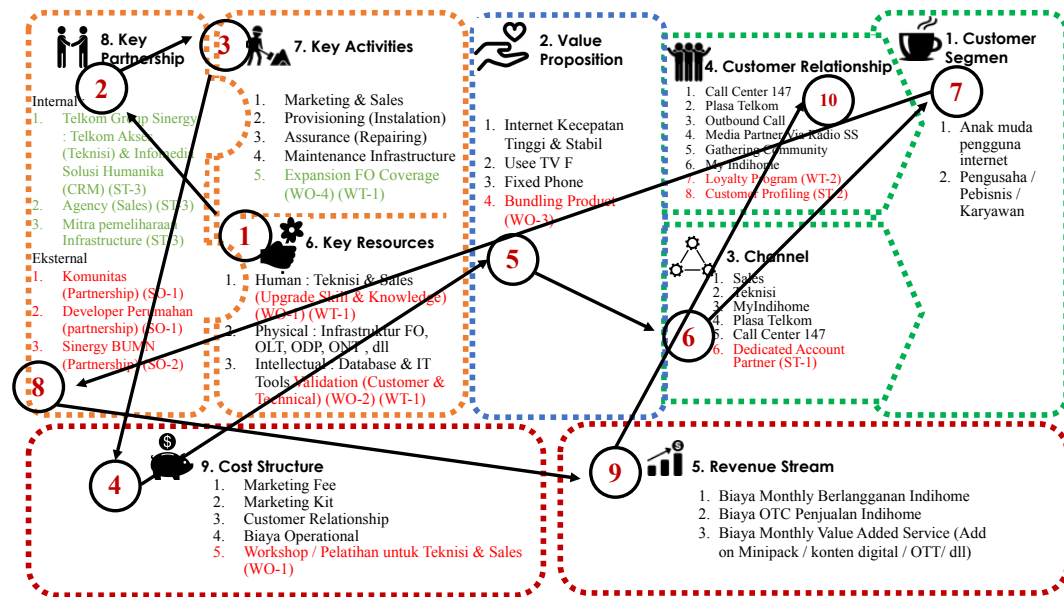 8. Key
Partnership
2
Internal
1. Telkom Group Sinergy
: Telkom Akses
(Teknisi) & Infomedia
Solusi Humanika
(CRM) (ST-3)
2. Agency (Sales) (ST-3)
3. Mitra pemeliharaan
Infrastructure (ST-3)
Eksternal
1. Komunitas
(Partnership) (SO-1)
2. Developer Perumahan
(partnership) (SO-1)
3. Sinergy BUMN
(Partnership) (SO-2)
8
3
7. Key Activities
1. Marketing & Sales
2. Provisioning (Instalation)
3. Assurance (Repairing)
4. Maintenance Infrastructure
5. Expansion FO Coverage
(WO-4) (WT-1)
1
6. Key Resources
1. Human : Teknisi & Sales
(Upgrade Skill & Knowledge)
(WO-1) (WT-1)
2. Physical : Infrastruktur FO,
OLT, ODP, ONT , dll
3. Intellectual : Database & IT
Tools Validation (Customer &
Technical) (WO-2) (WT-1)
2. Value
Proposition
1. Internet Kecepatan
Tinggi & Stabil
2. Usee TV F
3. Fixed Phone
4. Bundling Product
(WO-3)
5
4. Customer Relationship
10
1. Call Center 147
2. Plasa Telkom
3. Outbound Call
4. Media Partner Via Radio SS
5. Gathering Community
6. My Indihome
7. Loyalty Program (WT-2)
8. Customer Profiling (ST-2)
3. Channel
1. Sales
2. Teknisi
3. MyIndihome
4. Plasa Telkom
5. Call Center 147
6. Dedicated Account
Partner (ST-1)
6
1. Customer
Segmen
7
1. Anak muda
pengguna
internet
2. Pengusaha /
Pebisnis /
Karyawan
4
$
9. Cost Structure
1. Marketing Fee
2. Marketing Kit
3. Customer Relationship
4. Biaya Operational
5. Workshop / Pelatihan untuk Teknisi & Sales
(WO-1)
9
$
5. Revenue Stream
1. Biaya Monthly Berlangganan Indihome
2. Biaya OTC Penjualan Indihome
3. Biaya Monthly Value Added Service (Add
on Minipack / konten digital / OTT/ dll)